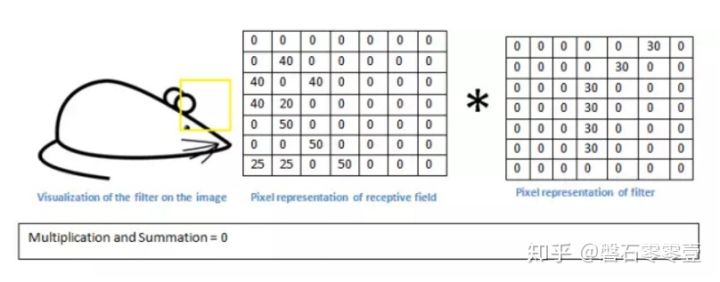 0 0 0 0 0 0 0
0 40 0 0 0 0 0
40 0 40 0 0 0 0
40 20 0 0 0 0 0
0 50 0 0 0 0 0
0 0 50 0 0 0 0
25 25 0 50 0 0 0
*
0 0 0 0 0 30 0
0 0 0 0 30 0 0
0 0 0 30 0 0 0
0 0 0 30 0 0 0
0 0 0 30 0 0 0
0 0 0 30 0 0 0
0 0 0 0 0 0 0
Visualization of the filter on the image
Pixel representation of receptive field
Pixel representation of filter
Multiplication and Summation = 0
知乎 @磐石零零壹